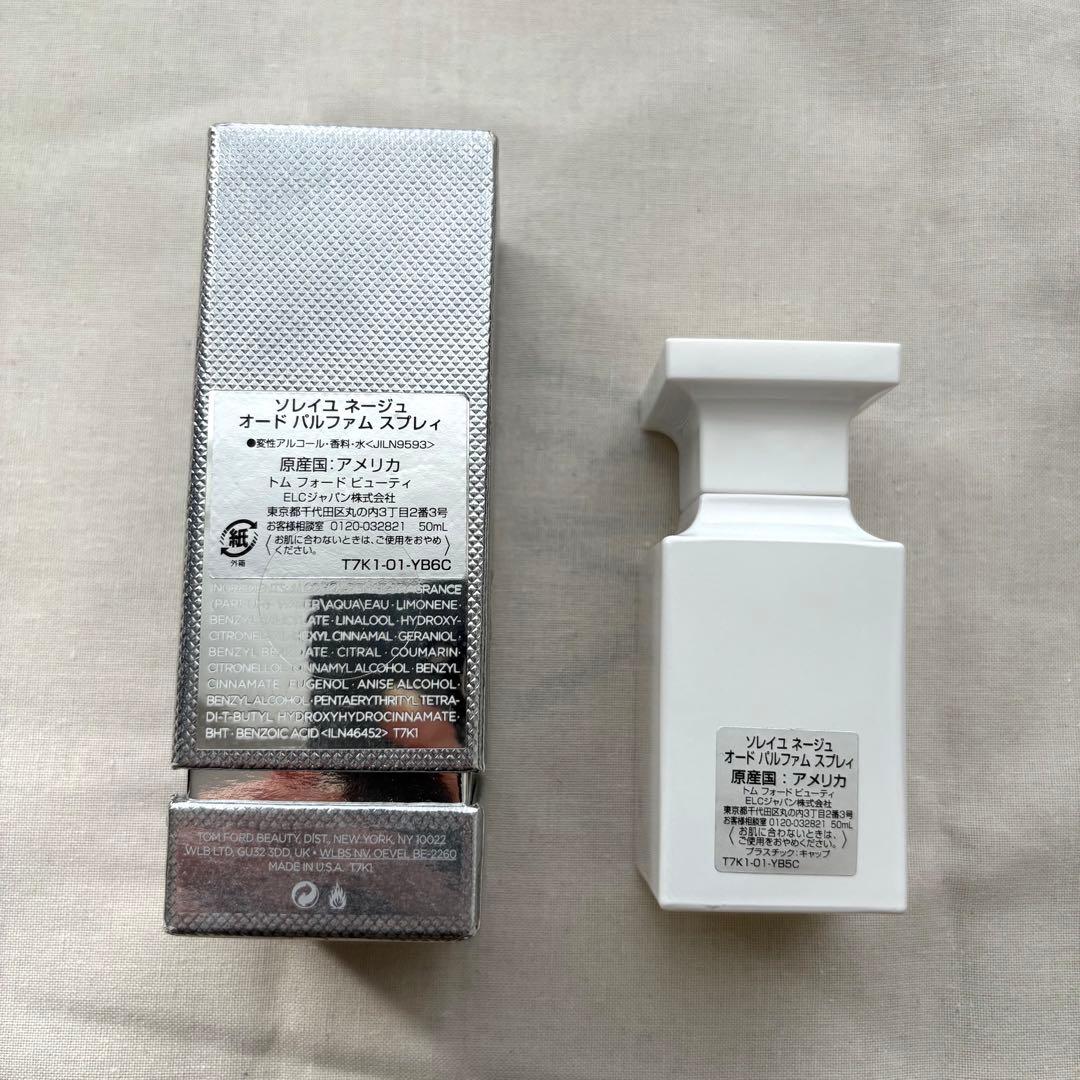 ソレイユ ネージュ
オード パルファム スプレィ
●変性アルコール・香料・水<JILN9593>
原産国：アメリカ
トム フォード ビューティ
ELCジャパン株式会社
東京都千代田区丸の内3丁目2番3号
お客様相談室 0120-032821 50mL
〈お肌に合わないときは、ご使用をおやめ
ください。〉
紙
外箱
T7K1-01-YB6C
FRAGRANCE
AQUA\EAU · LIMONENE ·
LINALOOL · HYDROXY-
HEXYL CINNAMAL · GERANIOL ·
BENZYL · CITRAL · COUMARIN ·
CITRONELLOL · CINNAMYL ALCOHOL · BENZYL
CINNAMATE · EUGENOL · ANISE ALCOHOL ·
BENZYL ALCOHOL · PENTAERYTHRITYL TETRA-
DI-T-BUTYL HYDROXYHYDROCINNAMATE ·
BHT · BENZOIC ACID <ILN46452> T7K1
TOM FORD BEAUTY, DIST. NEW YORK, NY 10022
WLB LTD, GU32 3DD, UK • WLBS NV, OEVEL BE-2260
MADE IN U.S.A. T7K1
ソレイユ ネージュ
オード パルファム スプレィ
原産国：アメリカ
トム フォード ビューティ
ELCジャパン株式会社
東京都千代田区丸の内3丁目2番3号
お客様相談室 0120-032821 50mL
〈お肌に合わないときは、
ご使用をおやめください。〉
プラスチック：キャップ
T7K1-01-YB5C